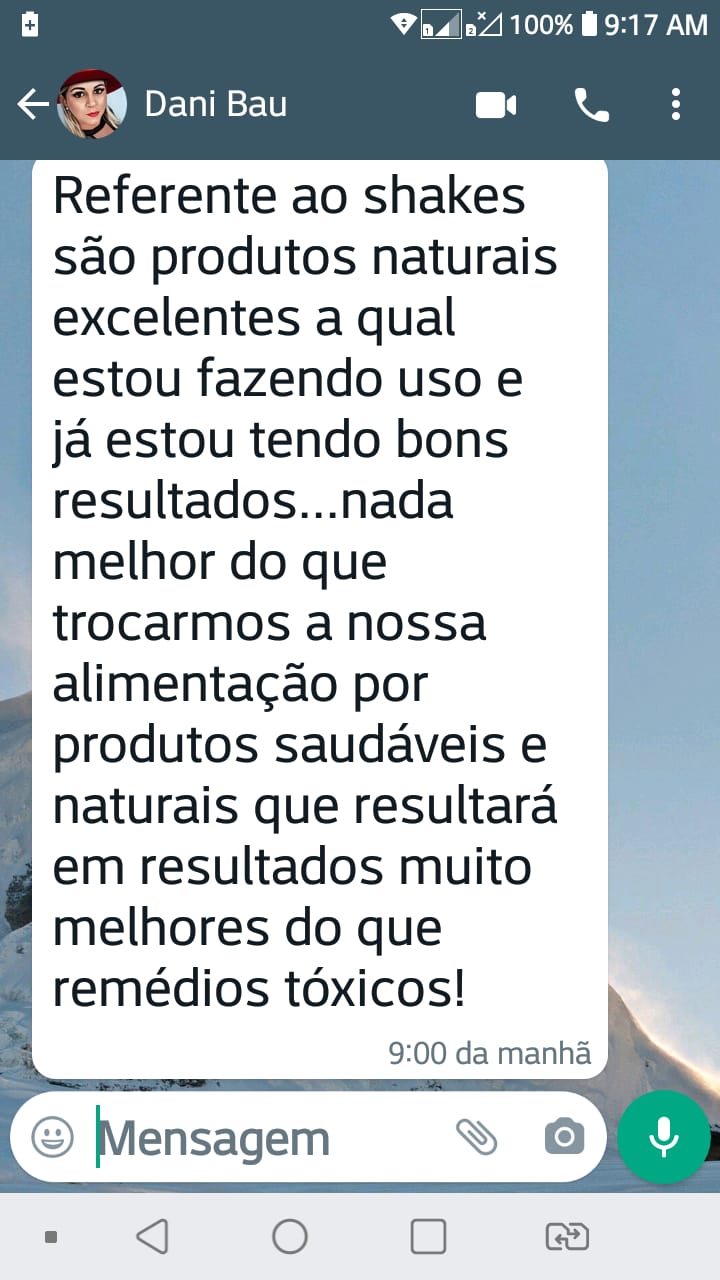 100% 9:17 AM
Dani Bau
Referente ao shakes
são produtos naturais
excelentes a qual
estou fazendo uso e
já estou tendo bons
resultados...nada
melhor do que
trocarmos a nossa
alimentação por
produtos saudáveis e
naturais que resultará
em resultados muito
melhores do que
remédios tóxicos!
9:00 da manhã
Mensagem